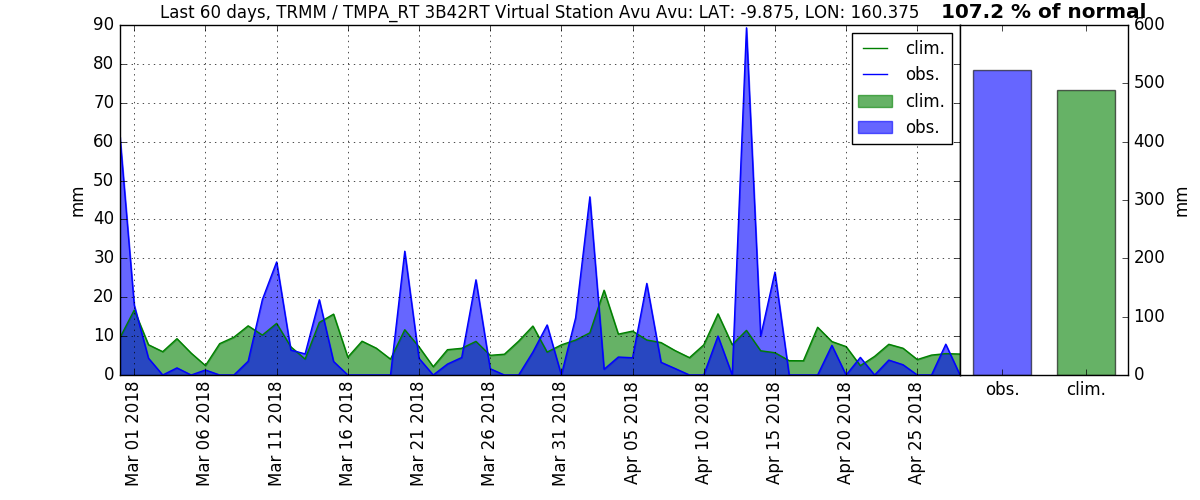 Last 60 days, TRMM / TMPA_RT 3B42RT Virtual Station Avu Avu: LAT: -9.875, LON: 160.375
107.2 % of normal
90
80
70
60
50
40
30
20
10
0
mm
clim.
obs.
clim.
obs.
Mar 01 2018
Mar 06 2018
Mar 11 2018
Mar 16 2018
Mar 21 2018
Mar 26 2018
Mar 31 2018
Apr 05 2018
Apr 10 2018
Apr 15 2018
Apr 20 2018
Apr 25 2018
600
500
400
300
200
100
0
mm
obs.
clim.